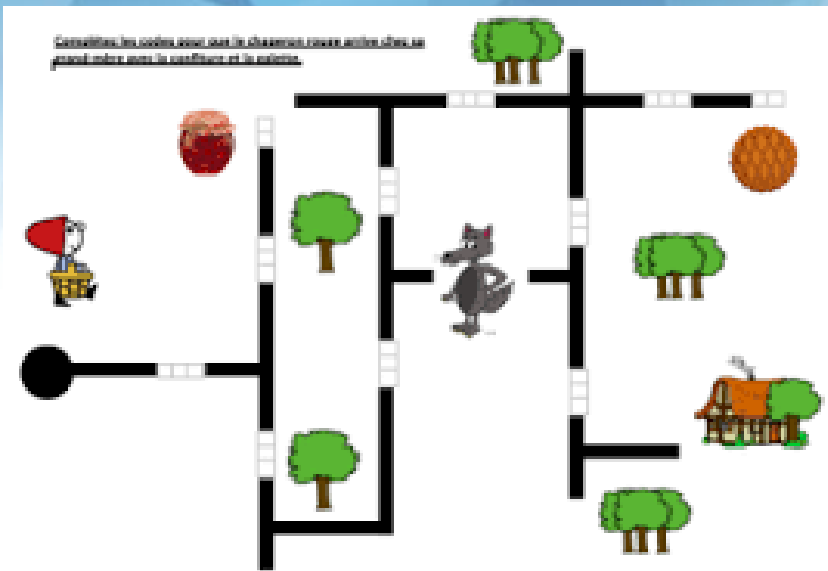 Complétez les codes pour que le chaperon rouge arrive chez sa
grand-mère avec la confiture et la galette.